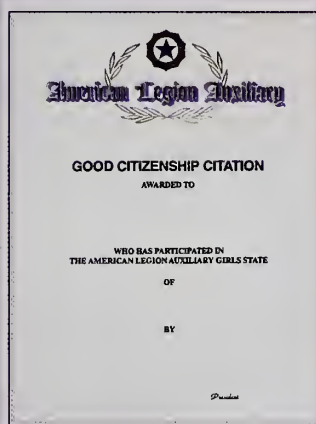 American Legion Auxiliary
GOOD CITIZENSHIP CITATION
AWARDED TO
WHO HAS PARTICIPATED IN
THE AMERICAN LEGION AUXILIARY GIRLS STATE
OF
BY
President